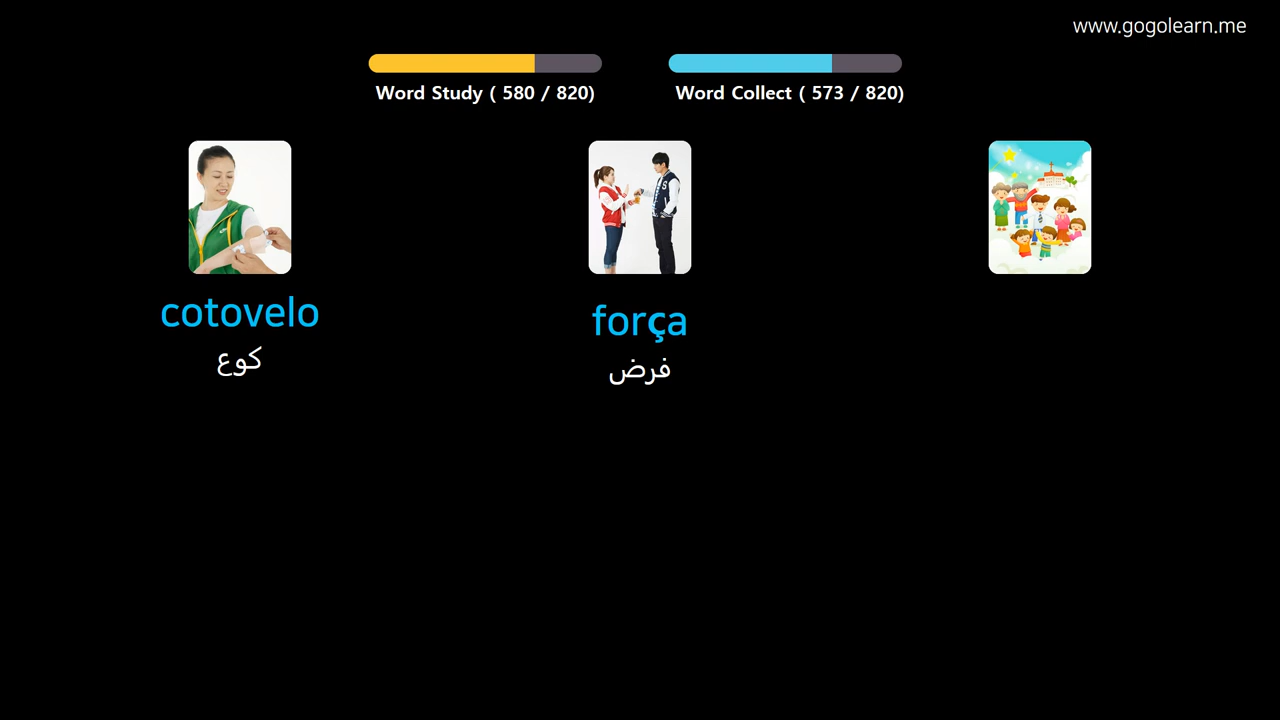 www.gogolearn.me
Word Study ( 580 / 820)
Word Collect ( 573 / 820)
cotovelo
كوع
força
فرض